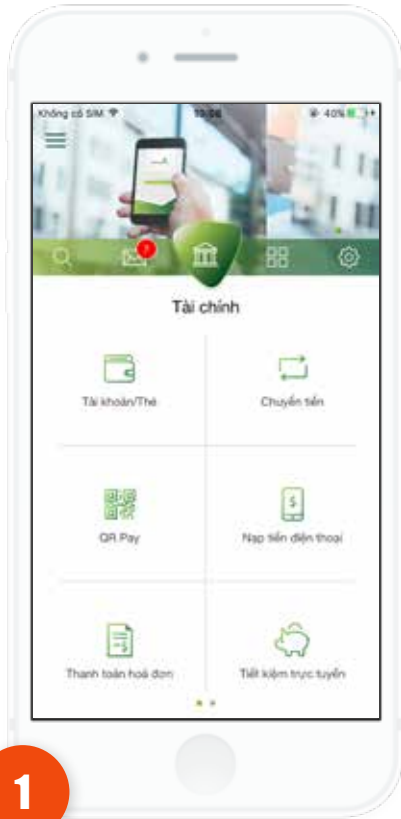 Không có SIM
40%
Tài chính
Tài khoản/Thẻ
Chuyển tiền
QR Pay
Nạp tiền điện thoại
Thanh toán hoá đơn
Tiết kiệm trực tuyến
1